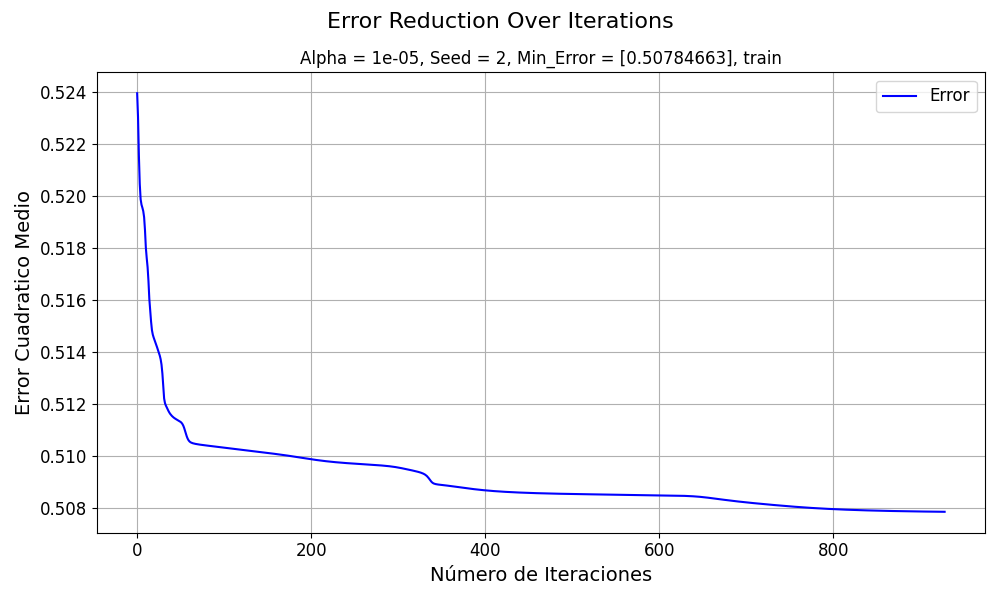 Error Reduction Over Iterations
Alpha = 1e-05, Seed = 2, Min_Error = [0.50784663], train
Error
0.524
0.522
0.520
0.518
0.516
0.514
0.512
0.510
0.508
Error Cuadratico Medio
0 200 400 600 800
Número de Iteraciones